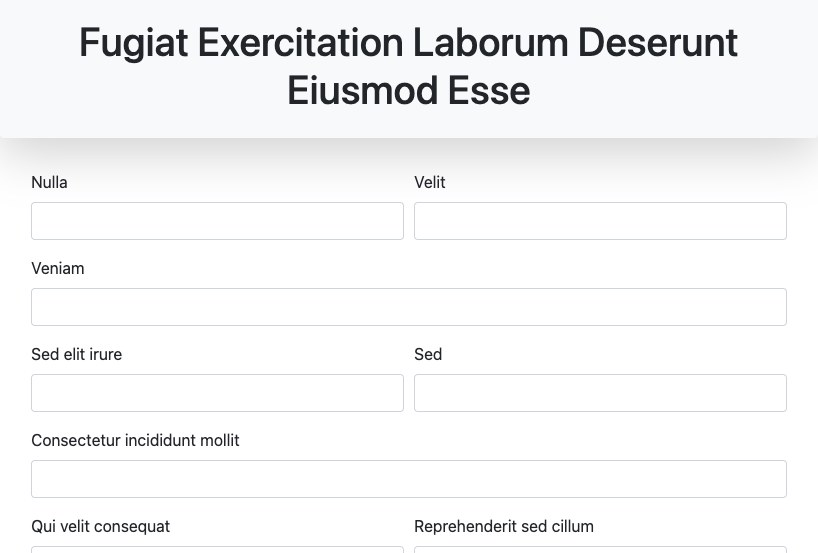 Fugiat Exercitation Laborum Deserunt
Eiusmod Esse
Nulla
Velit
Veniam
Sed elit irure
Sed
Consectetur incididunt mollit
Qui velit consequat
Reprehenderit sed cillum